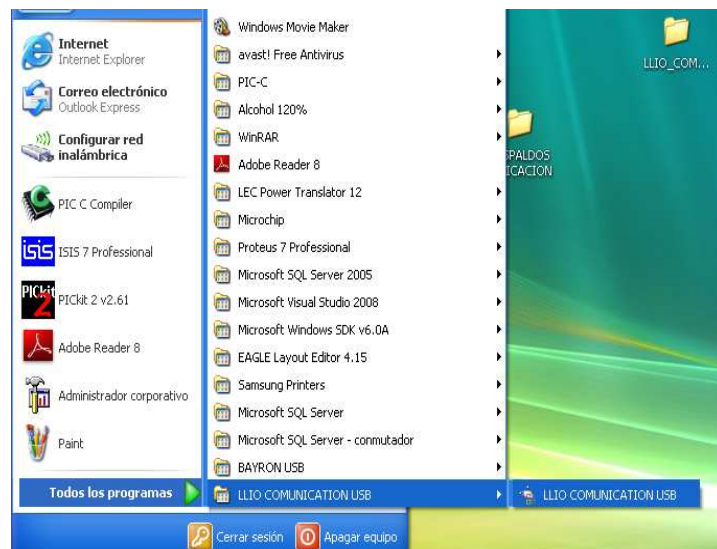 Internet
Internet Explorer
Correo electrónico
Outlook Express
Configurar red
inalámbrica
PIC C Compiler
isis
ISIS 7 Professional
PICkit
2
PICkit 2 v2.61
Adobe Reader 8
Administrador corporativo
Paint
Todos los programas
Windows Movie Maker
avast! Free Antivirus
PIC-C
Alcohol 120%
WinRAR
Adobe Reader 8
LEC Power Translator 12
Microchip
Proteus 7 Professional
Microsoft SQL Server 2005
Microsoft Visual Studio 2008
Microsoft Windows SDK v6.0A
EAGLE Layout Editor 4.15
Samsung Printers
Microsoft SQL Server
Microsoft SQL Server - conmutador
BAYRON USB
LLIO COMUNICATION USB
LLIO COMUNICATION USB
LLIO_COM...
SPALDOS
ICACION
Cerrar sesión
Apagar equipo